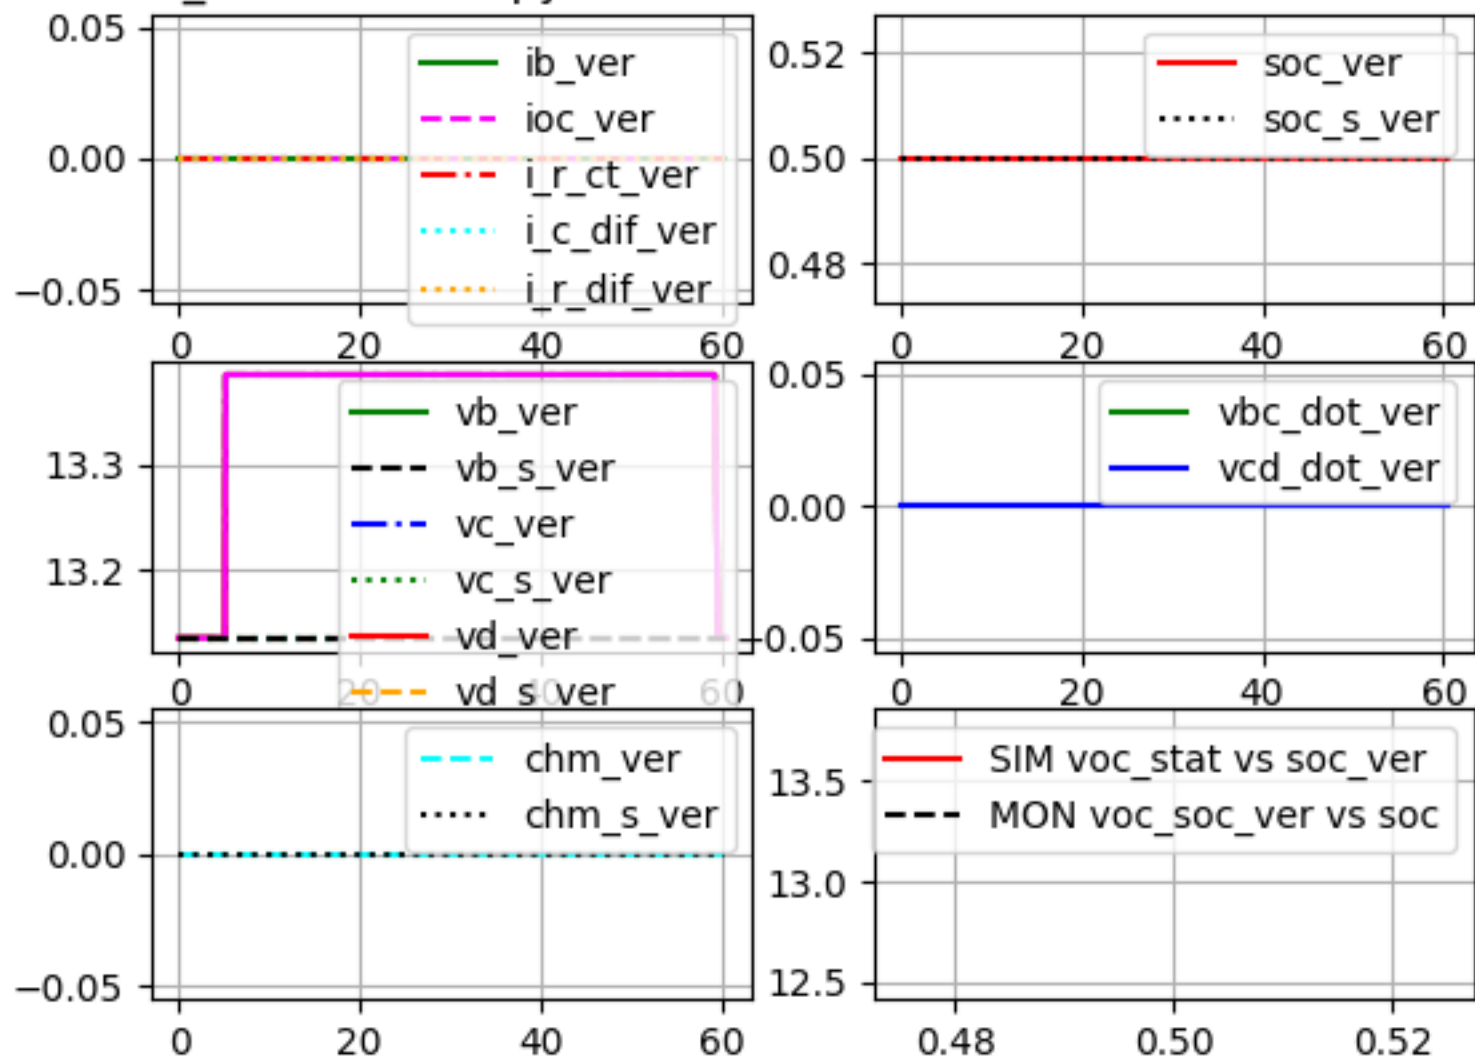 0.05
0.00
−0.05
ib_ver
ioc_ver
i_r_ct_ver
i_c_dif_ver
i_r_dif_ver
0 20 40 60
0.52
0.50
0.48
soc_ver
soc_s_ver
0 20 40 60
13.3
13.2
vb_ver
vb_s_ver
vc_ver
vc_s_ver
vd_ver
vd_s_ver
0 20 40 60
0.05
0.00
−0.05
vbc_dot_ver
vcd_dot_ver
0 20 40 60
0.05
0.00
−0.05
chm_ver
chm_s_ver
0 20 40 60
13.5
13.0
12.5
SIM voc_stat vs soc_ver
MON voc_soc_ver vs soc
0.48 0.50 0.52